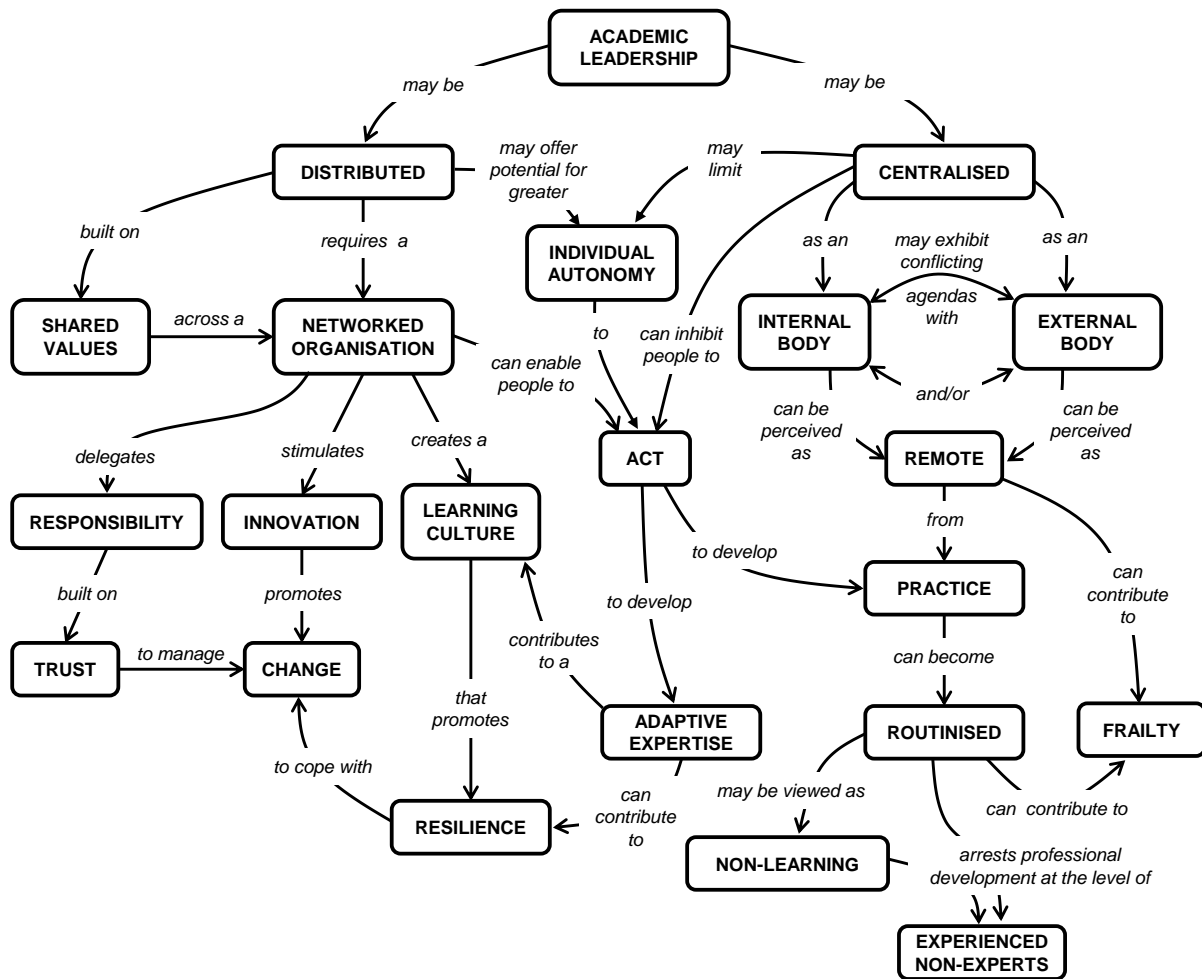 ACADEMIC
LEADERSHIP
may be
may be
DISTRIBUTED
may offer
potential for
greater
may
limit
CENTRALISED
built on
requires a
INDIVIDUAL
AUTONOMY
as an
may exhibit
conflicting
as an
agendas
with
SHARED
VALUES
across a
NETWORKED
ORGANISATION
to
can inhibit
people to
INTERNAL
BODY
EXTERNAL
BODY
can enable
people to
and/or
can be
perceived
as
can be
perceived
as
delegates
stimulates
creates a
ACT
REMOTE
RESPONSIBILITY
INNOVATION
LEARNING
CULTURE
from
to develop
built on
promotes
to develop
PRACTICE
can
contribute
to
TRUST
to manage
CHANGE
contributes
to a
can become
that
promotes
ADAPTIVE
EXPERTISE
ROUTINISED
FRAILTY
to cope with
can
contribute
to
may be viewed as
can contribute to
RESILIENCE
NON-LEARNING
arrests professional
development at the level of
EXPERIENCED
NON-EXPERTS